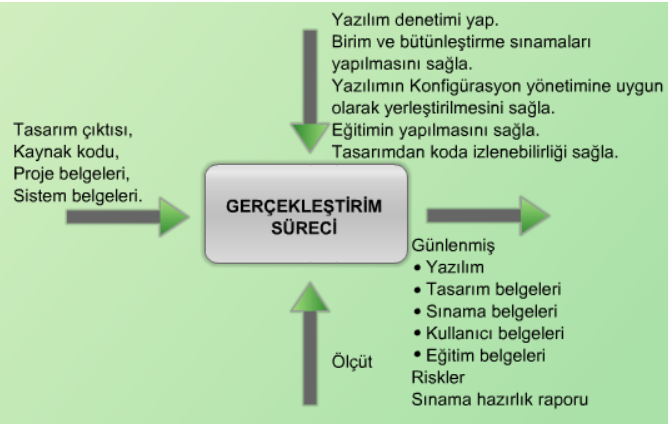 Yazılım denetimi yap.
Birim ve bütünleştirme sınamaları
yapılmasını sağla.
Yazılımın Konfigürasyon yönetimine uygun
olarak yerleştirilmesini sağla.
Eğitimin yapılmasını sağla.
Tasarımdan koda izlenebilirliği sağla.
Tasarım çıktısı,
Kaynak kodu,
Proje belgeleri,
Sistem belgeleri.
GERÇEKLEŞTİRİM
SÜRECİ
Günlenmiş
• Yazılım
• Tasarım belgeleri
• Sınama belgeleri
• Kullanıcı belgeleri
• Eğitim belgeleri
Riskler
Sınama hazırlık raporu
Ölçüt